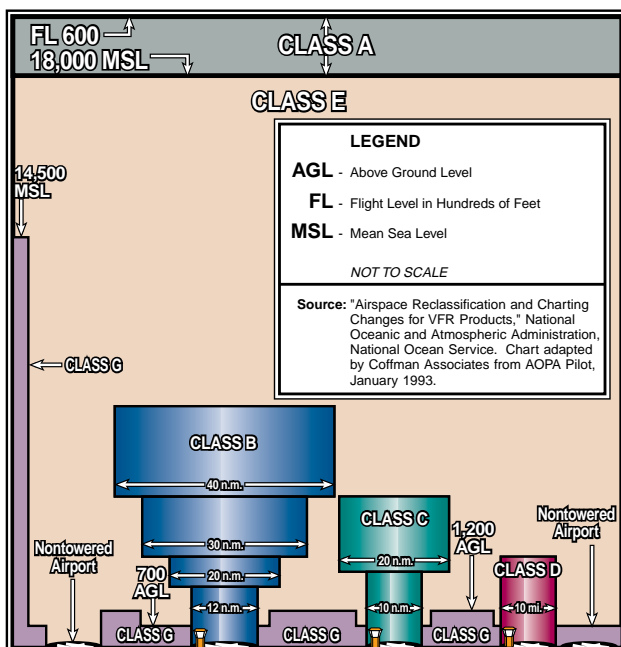 FL 600
18,000 MSL
CLASS A
CLASS E
14,500
MSL
LEGEND
AGL - Above Ground Level
FL - Flight Level in Hundreds of Feet
MSL - Mean Sea Level
NOT TO SCALE
Source: "Airspace Reclassification and Charting
Changes for VFR Products," National
Oceanic and Atmospheric Administration,
National Ocean Service. Chart adapted
by Coffman Associates from AOPA Pilot,
January 1993.
CLASS G
CLASS B
40 n.m.
30 n.m.
20 n.m.
12 n.m.
CLASS C
20 n.m.
10 n.m.
1,200
AGL
Nontowered
Airport
CLASS D
10 mi.
Nontowered
Airport
700
AGL
CLASS G
CLASS G
CLASS G